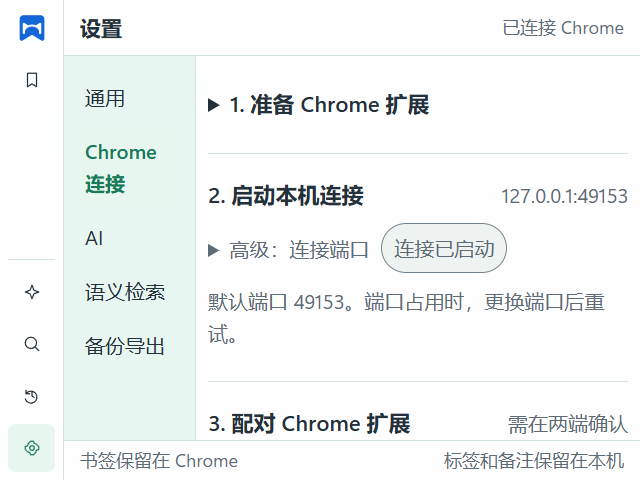 设置
已连接 Chrome
通用
Chrome
连接
AI
语义检索
备份导出
1. 准备 Chrome 扩展
2. 启动本机连接
127.0.0.1:49153
高级：连接端口
连接已启动
默认端口 49153。端口占用时，更换端口后重
试。
3. 配对 Chrome 扩展
需在两端确认
书签保留在 Chrome
标签和备注保留在本机